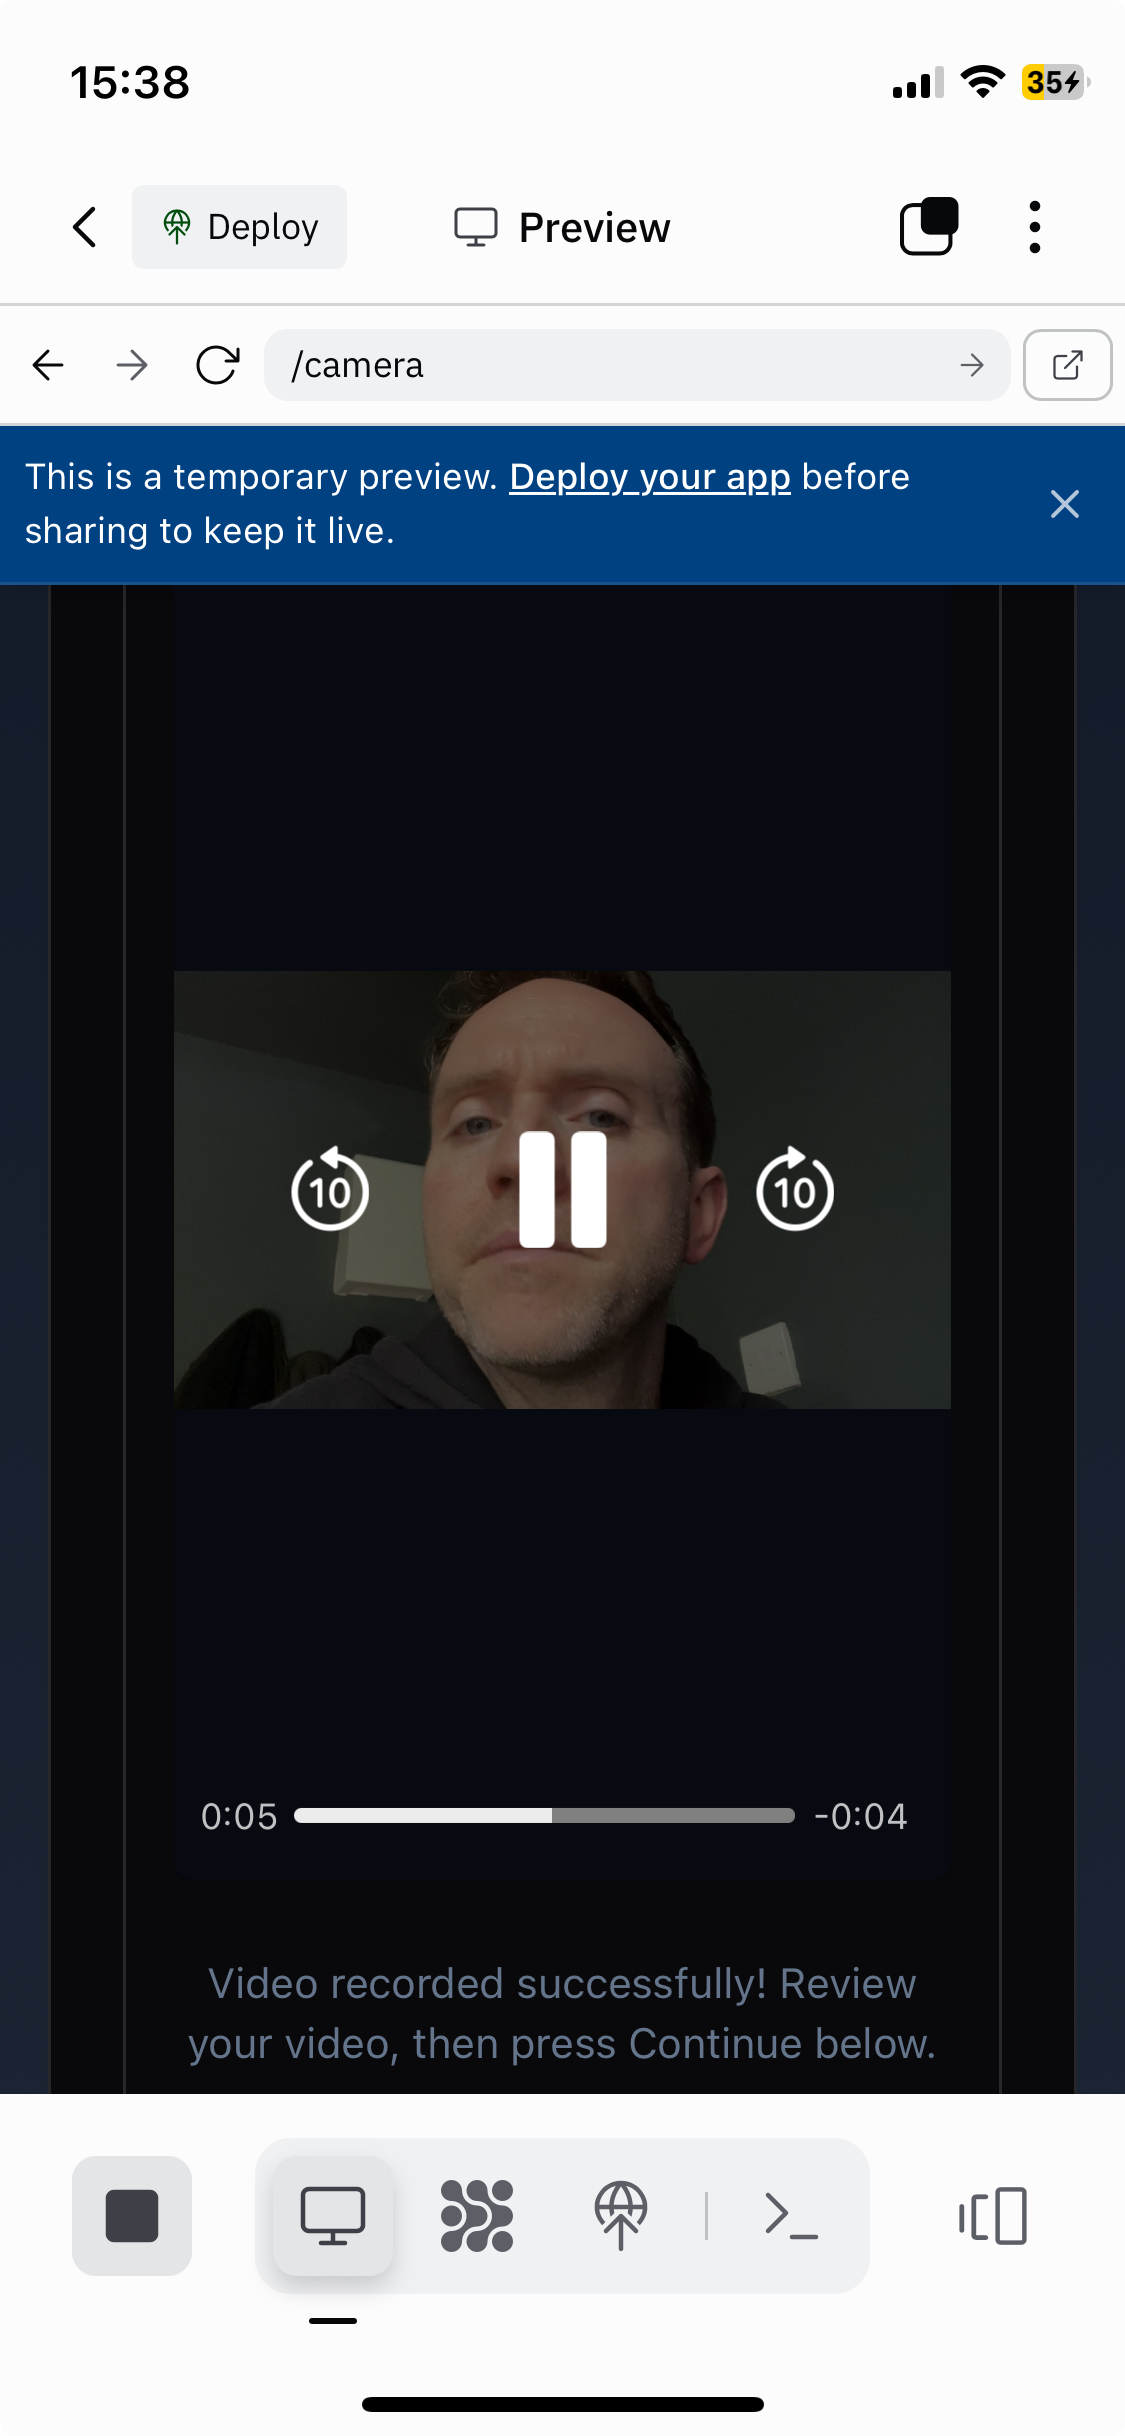 15:38
35
Deploy
Preview
/camera
This is a temporary preview. Deploy your app before
sharing to keep it live.
10
10
0:05
-0:04
Video recorded successfully! Review
your video, then press Continue below.